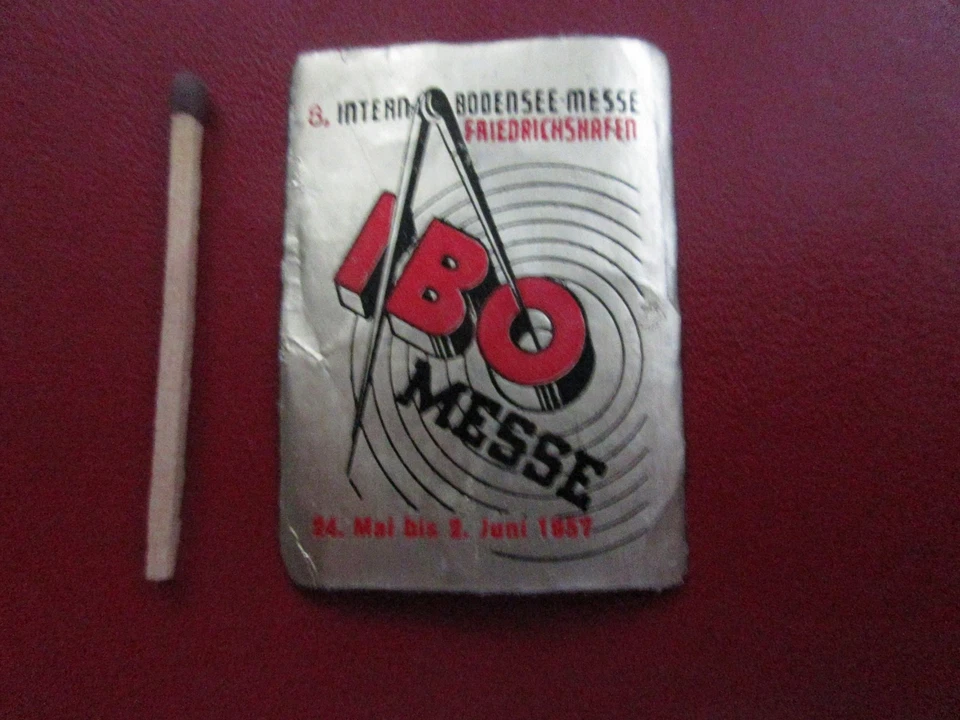 8. INTERN. BODENSEE-MESSE
FRIEDRICHSHAFEN
IBO
MESSE
24. Mai bis 2. Juni 1957